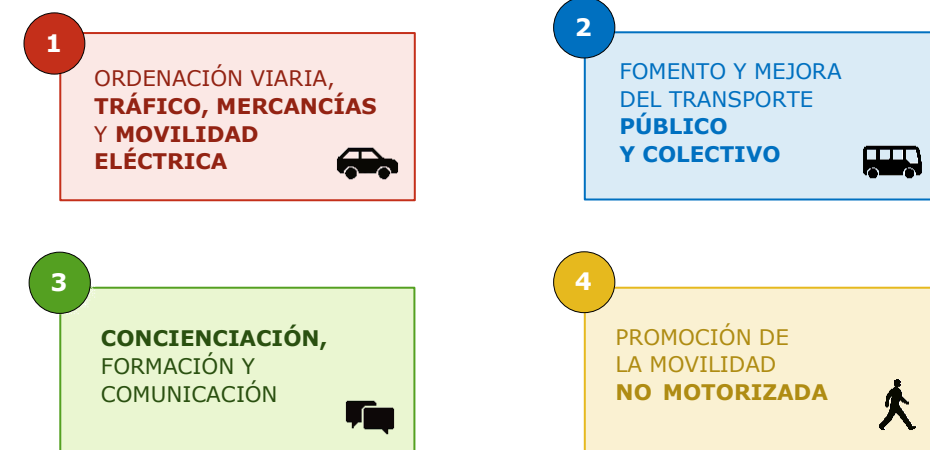 1
ORDENACIÓN VIARIA,
TRÁFICO, MERCANCÍAS
Y MOVILIDAD
ELÉCTRICA
2
FOMENTO Y MEJORA
DEL TRANSPORTE
PÚBLICO
Y COLECTIVO
3
CONCIENCIACIÓN,
FORMACIÓN Y
COMUNICACIÓN
4
PROMOCIÓN DE
LA MOVILIDAD
NO MOTORIZADA